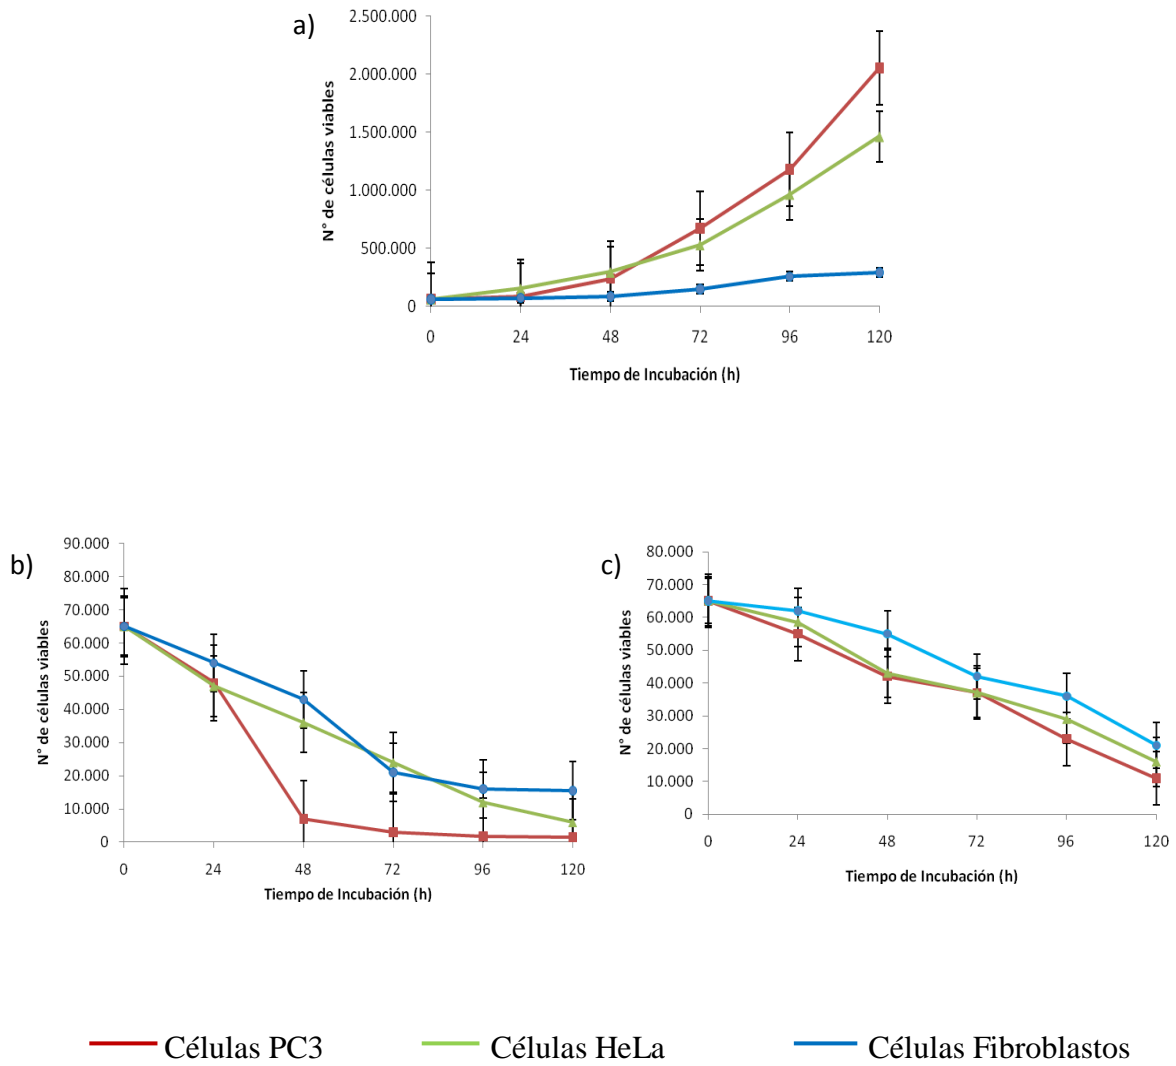 a)
N° de células viables
2.500.000
2.000.000
1.500.000
1.000.000
500.000
0
0 24 48 72 96 120
Tiempo de Incubación (h)
b)
N° de células viables
90.000
80.000
70.000
60.000
50.000
40.000
30.000
20.000
10.000
0
0 24 48 72 96 120
Tiempo de Incubación (h)
c)
N° de células viables
80.000
70.000
60.000
50.000
40.000
30.000
20.000
10.000
0
0 24 48 72 96 120
Tiempo de Incubación (h)
Células PC3 Células HeLa Células Fibroblastos